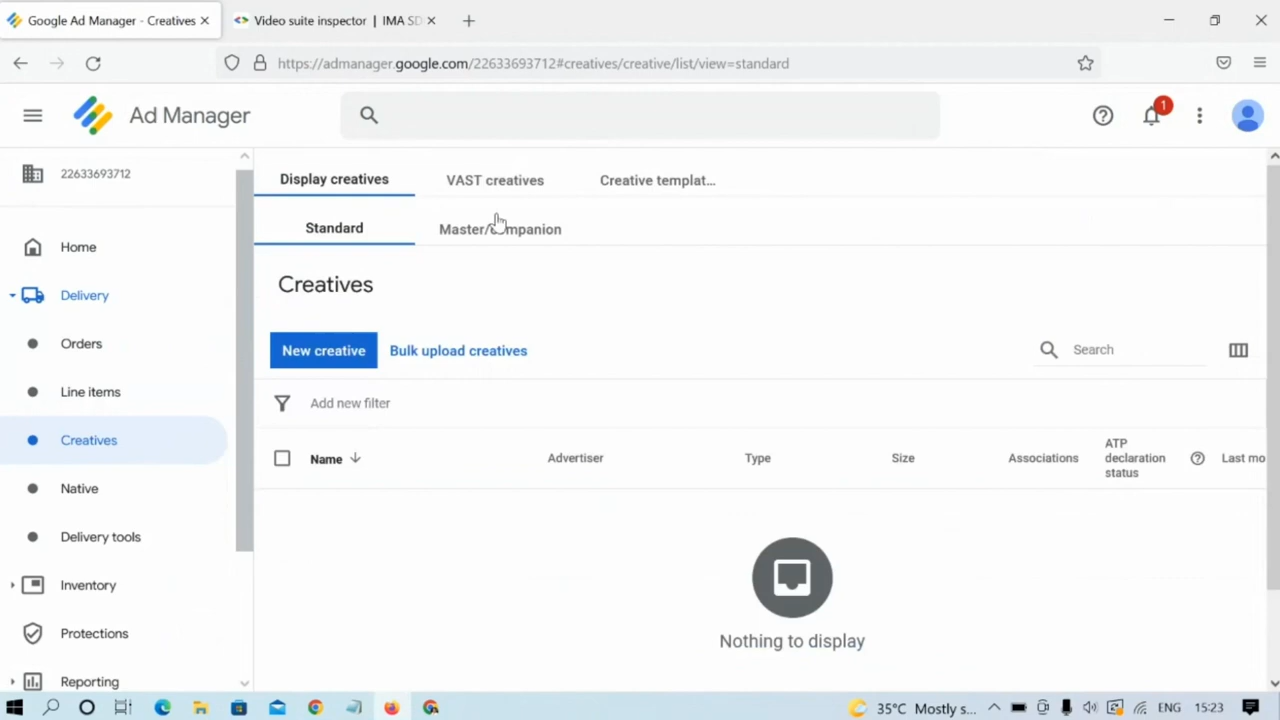 Google Ad Manager - Creatives
Video suite inspector | IMA SD
https://admanager.google.com/22633693712#creatives/creative/list/view=standard
Ad Manager
1
22633693712
Display creatives
VAST creatives
Creative templat...
Standard
Master/companion
Home
Creatives
Delivery
Orders
New creative
Bulk upload creatives
Search
Line items
Add new filter
Creatives
Name
Advertiser
Type
Size
Associations
ATP
declaration
status
Last mo
Native
Delivery tools
Inventory
Protections
Nothing to display
Reporting
35°C Mostly s...
ENG
15:23